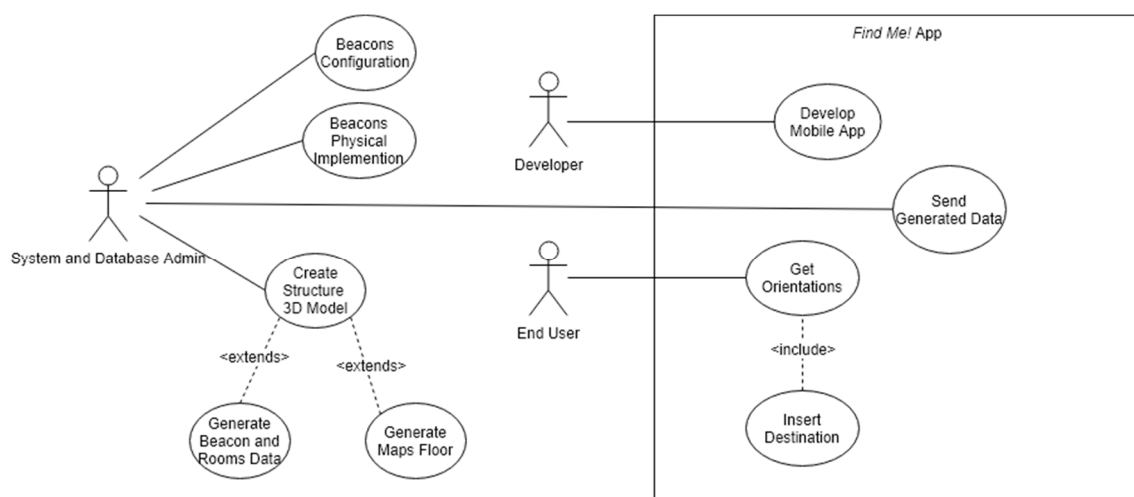 Find Me! App
Beacons
Configuration
Beacons
Physical
Implemention
Develop
Mobile App
Developer
Send
Generated Data
System and Database Admin
Create
Structure
3D Model
Get
Orientations
End User
<extends>
<extends>
<include>
Generate
Beacon and
Rooms Data
Generate
Maps Floor
Insert
Destination